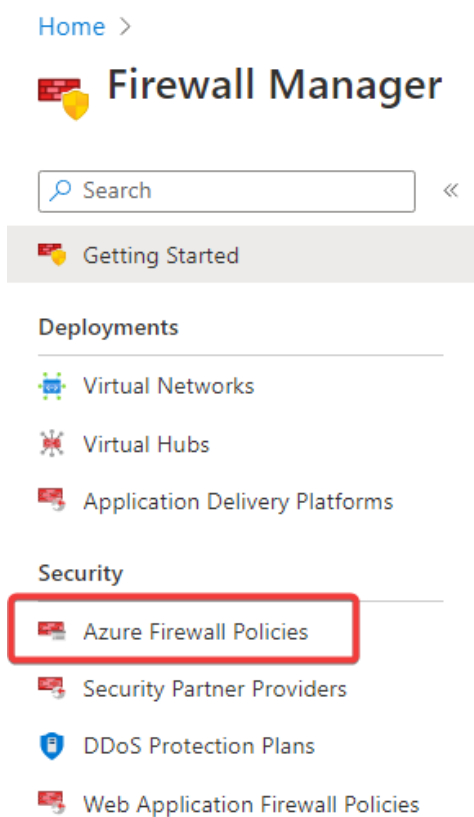 Home >
Firewall Manager
Search «
Getting Started
Deployments
Virtual Networks
Virtual Hubs
Application Delivery Platforms
Security
Azure Firewall Policies
Security Partner Providers
DDoS Protection Plans
Web Application Firewall Policies